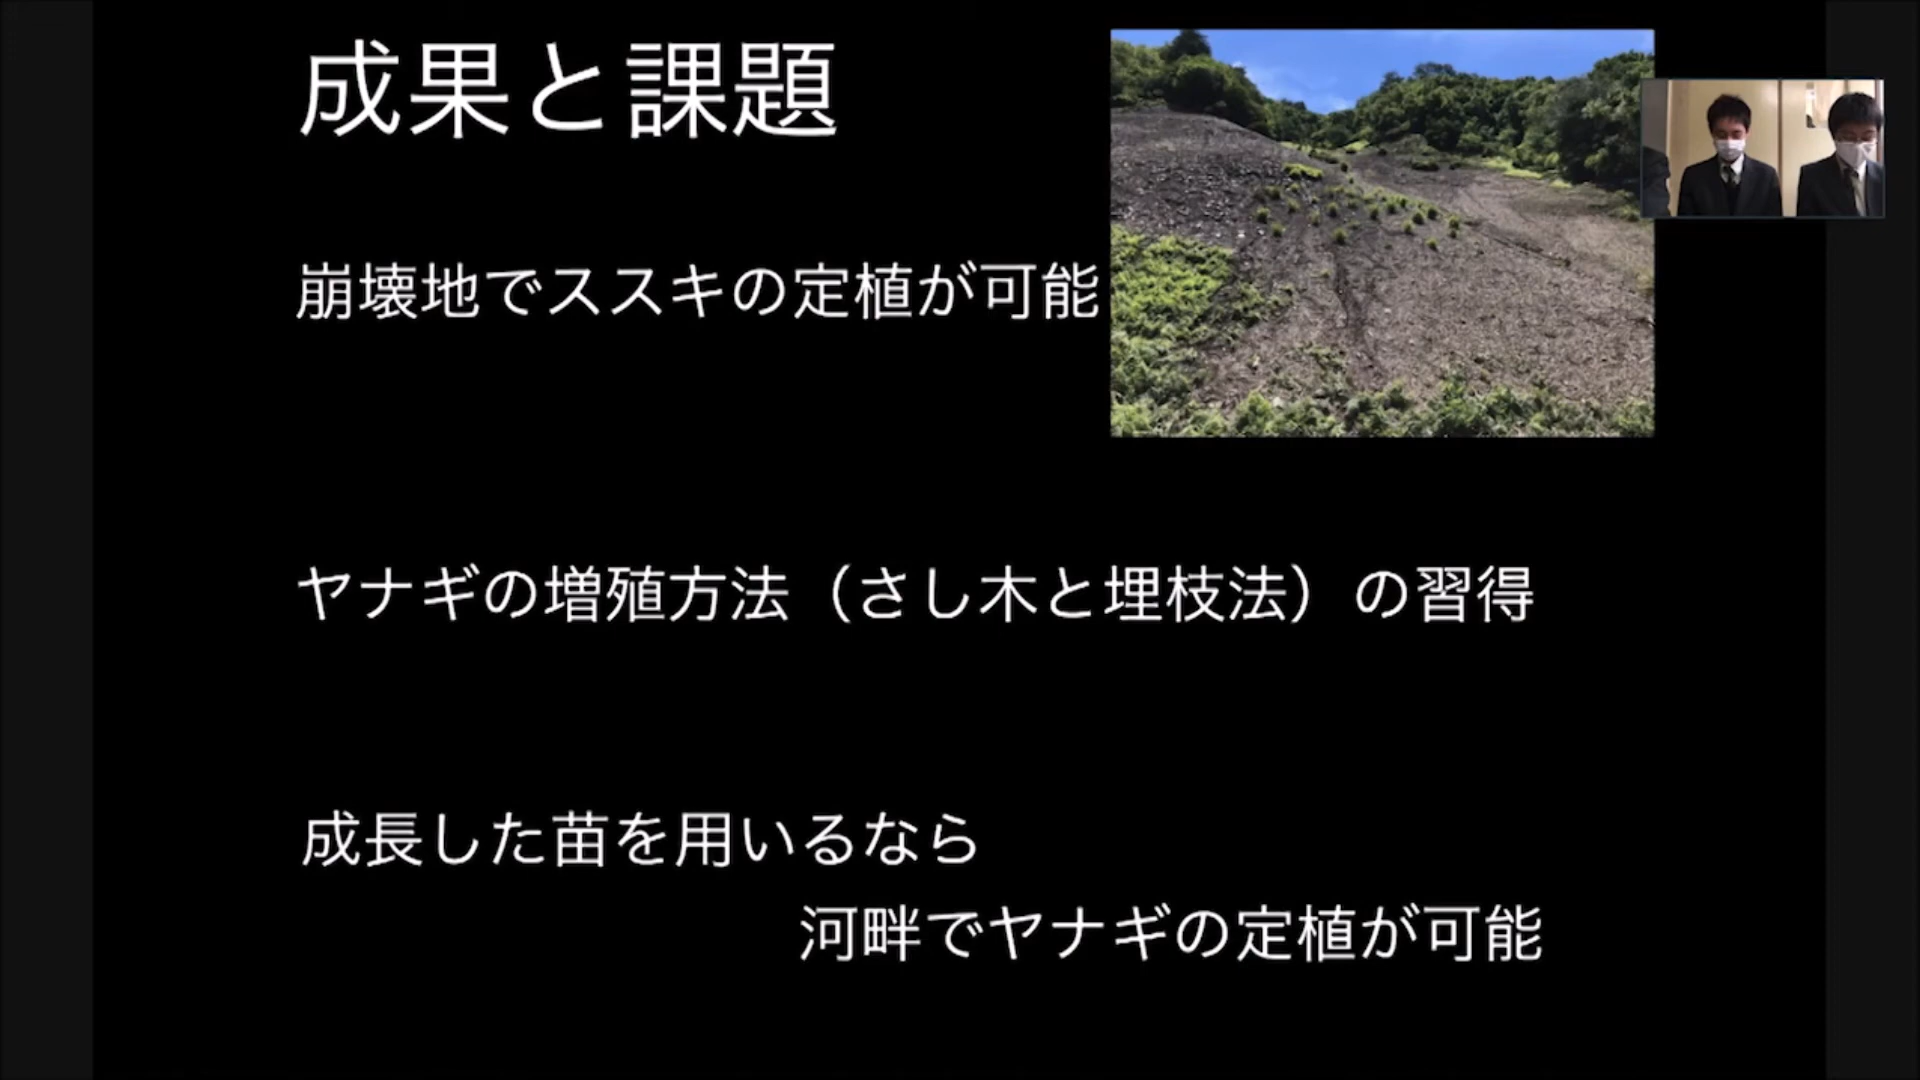 成果と課題
崩壊地でススキの定植が可能
ヤナギの増殖方法（さし木と埋枝法）の習得
成長した苗を用いるなら
河畔でヤナギの定植が可能